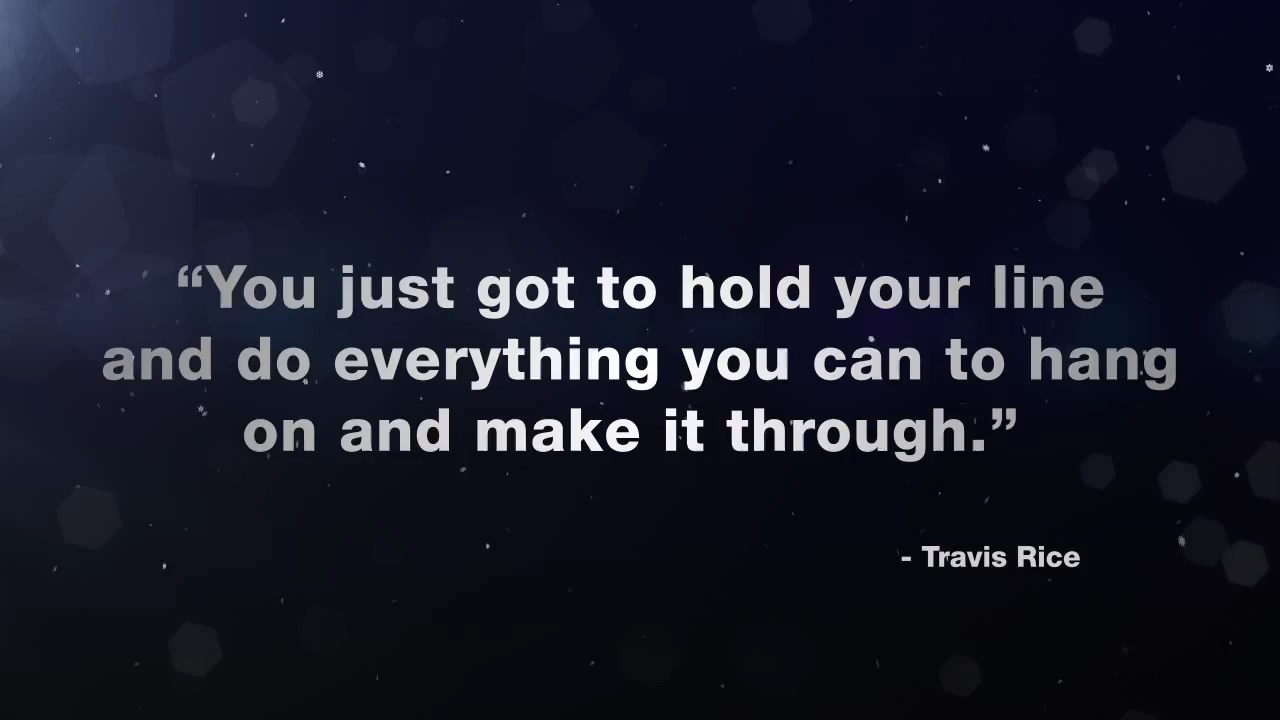 “You just got to hold your line
and do everything you can to hang
on and make it through.”
- Travis Rice